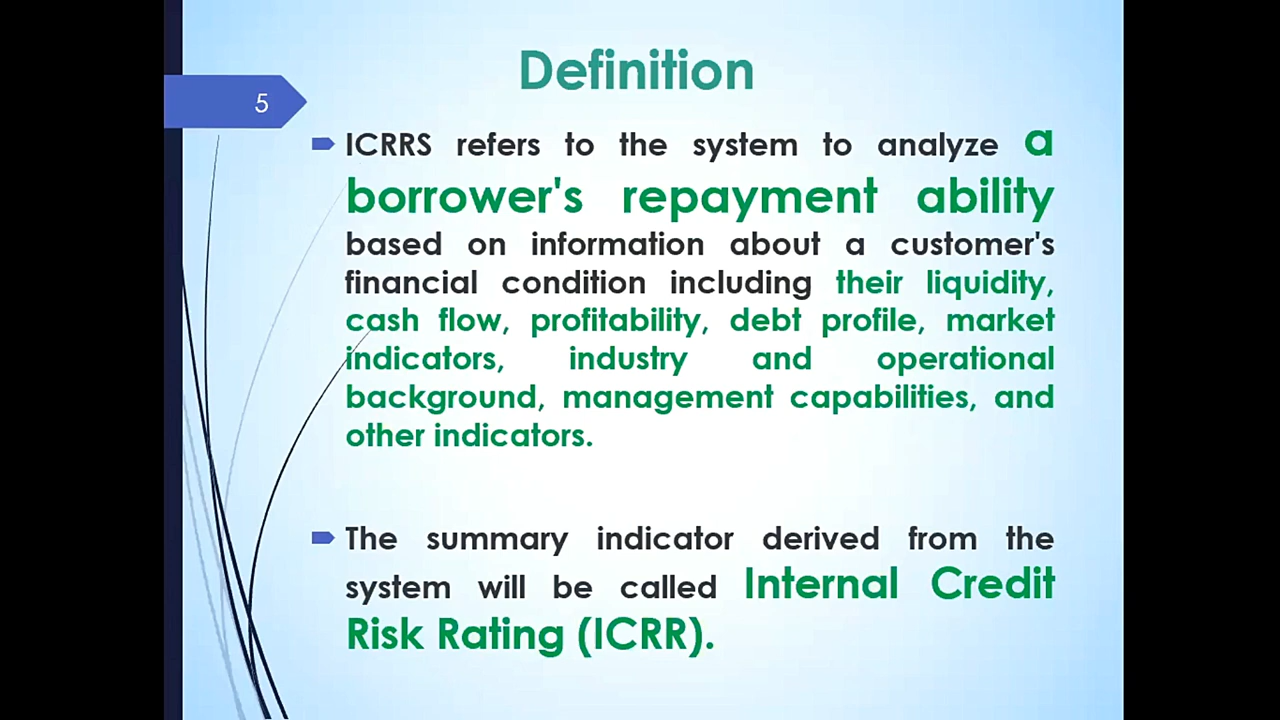 Definition
5
ICRRS refers to the system to analyze a
borrower's repayment ability
based on information about a customer's
financial condition including their liquidity,
cash flow, profitability, debt profile, market
indicators, industry and operational
background, management capabilities, and
other indicators.
The summary indicator derived from the
system will be called Internal Credit
Risk Rating (ICRR).